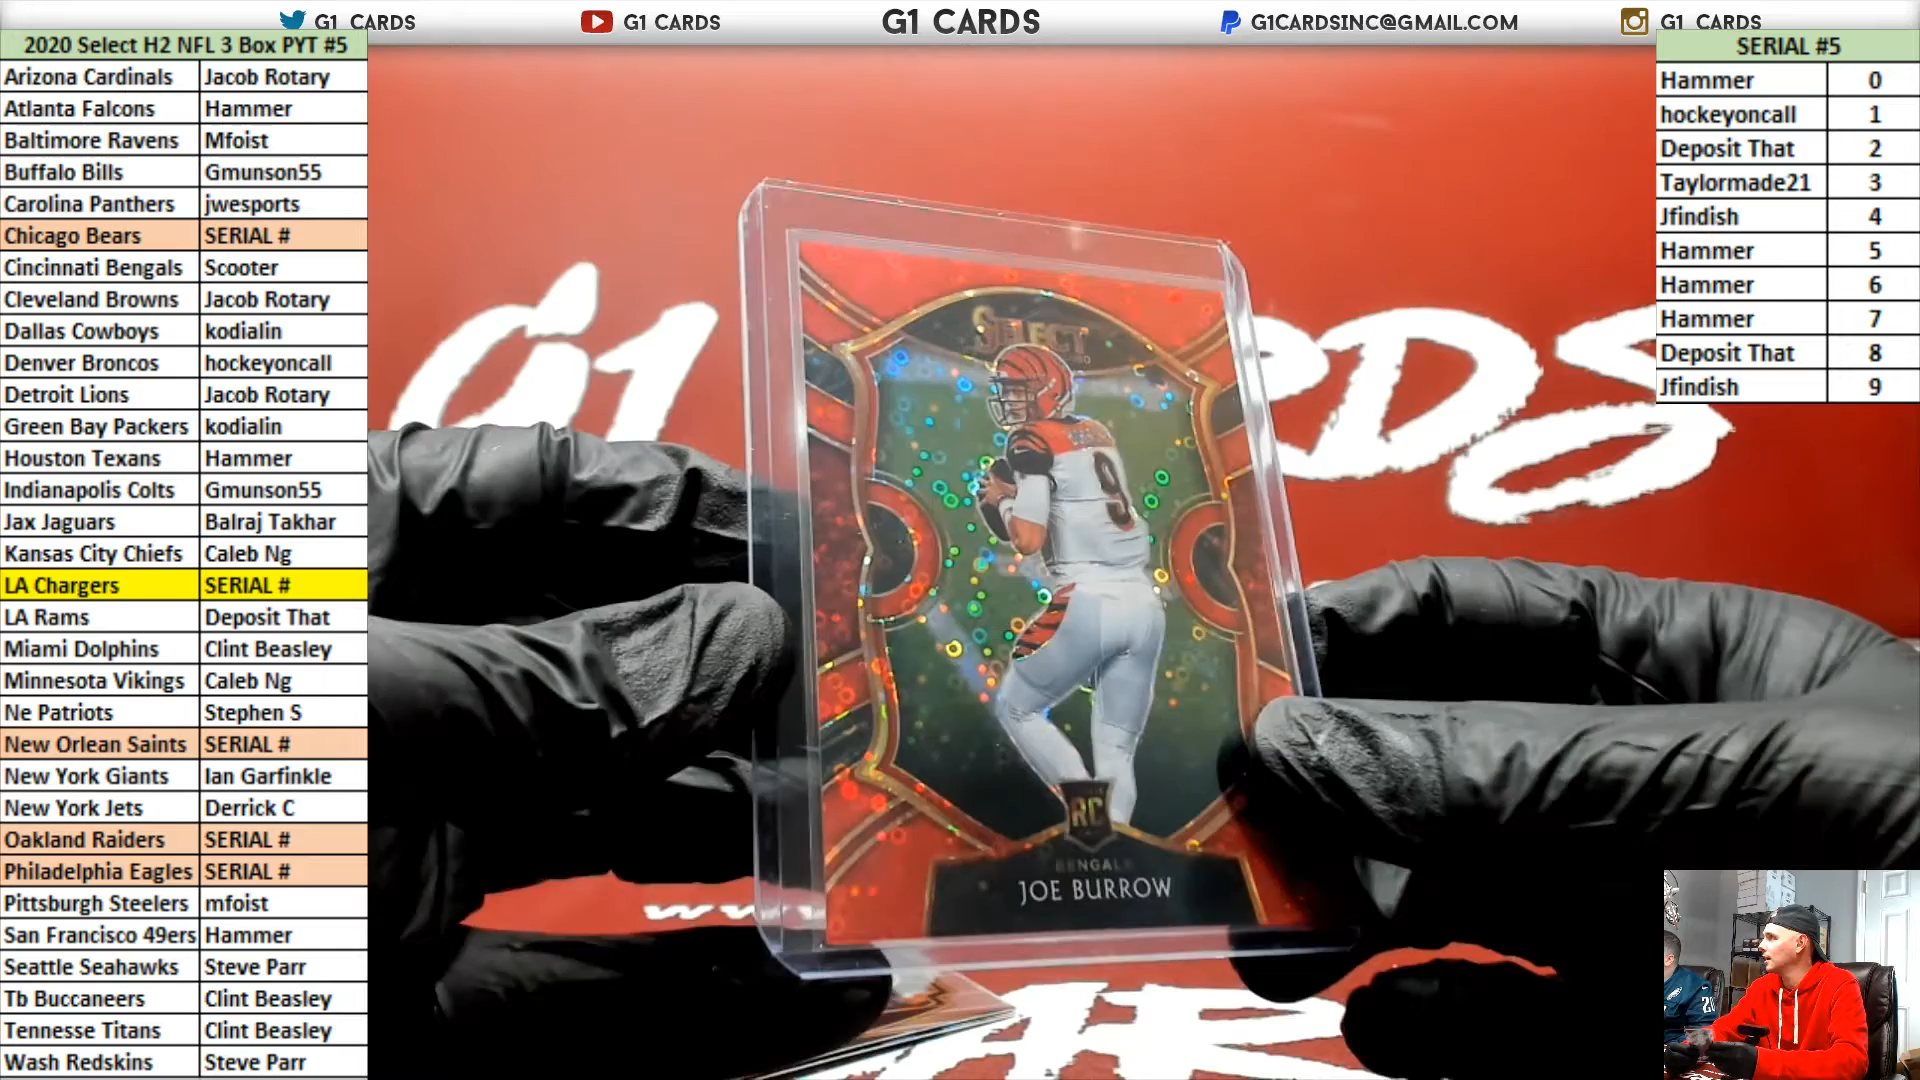 G1_CARDS
G1 CARDS
G1 CARDS
G1CARDSINC@GMAIL.COM
G1_CARDS
2020 Select H2 NFL 3 Box PYT #5
Arizona Cardinals Jacob Rotary
Atlanta Falcons Hammer
Baltimore Ravens Mfoist
Buffalo Bills Gmunson55
Carolina Panthers jwesports
Chicago Bears SERIAL #
Cincinnati Bengals Scooter
Cleveland Browns Jacob Rotary
Dallas Cowboys kodialin
Denver Broncos hockeyoncall
Detroit Lions Jacob Rotary
Green Bay Packers kodialin
Houston Texans Hammer
Indianapolis Colts Gmunson55
Jax Jaguars Balraj Takhar
Kansas City Chiefs Caleb Ng
LA Chargers SERIAL #
LA Rams Deposit That
Miami Dolphins Clint Beasley
Minnesota Vikings Caleb Ng
Ne Patriots Stephen S
New Orlean Saints SERIAL #
New York Giants Ian Garfinkle
New York Jets Derrick C
Oakland Raiders SERIAL #
Philadelphia Eagles SERIAL #
Pittsburgh Steelers mfoist
San Francisco 49ers Hammer
Seattle Seahawks Steve Parr
Tb Buccaneers Clint Beasley
Tennesse Titans Clint Beasley
Wash Redskins Steve Parr
SERIAL #5
Hammer 0
hockeyoncall 1
Deposit That 2
Taylormade21 3
Jfindish 4
Hammer 5
Hammer 6
Hammer 7
Deposit That 8
Jfindish 9
G1 RDS
SELECT
9
RC
BENGALS
JOE BURROW